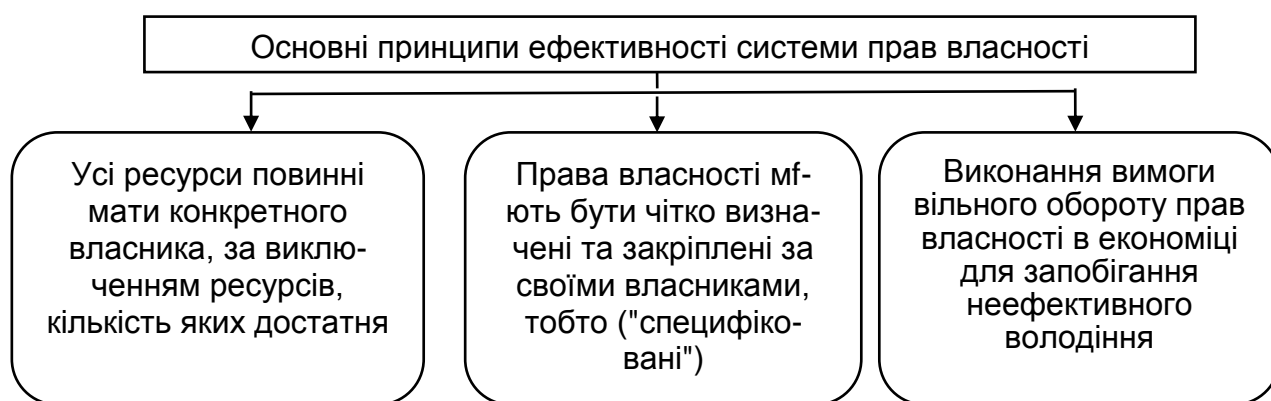 Основні принципи ефективності системи прав власності
Усі ресурси повинні
мати конкретного
власника, за виклю-
ченням ресурсів,
кількість яких достатня
Права власності мf-
ють бути чітко визна-
чені та закріплені за
своїми власниками,
тобто ("специфіко-
вані")
Виконання вимоги
вільного обороту прав
власності в економіці
для запобігання
неефективного
володіння